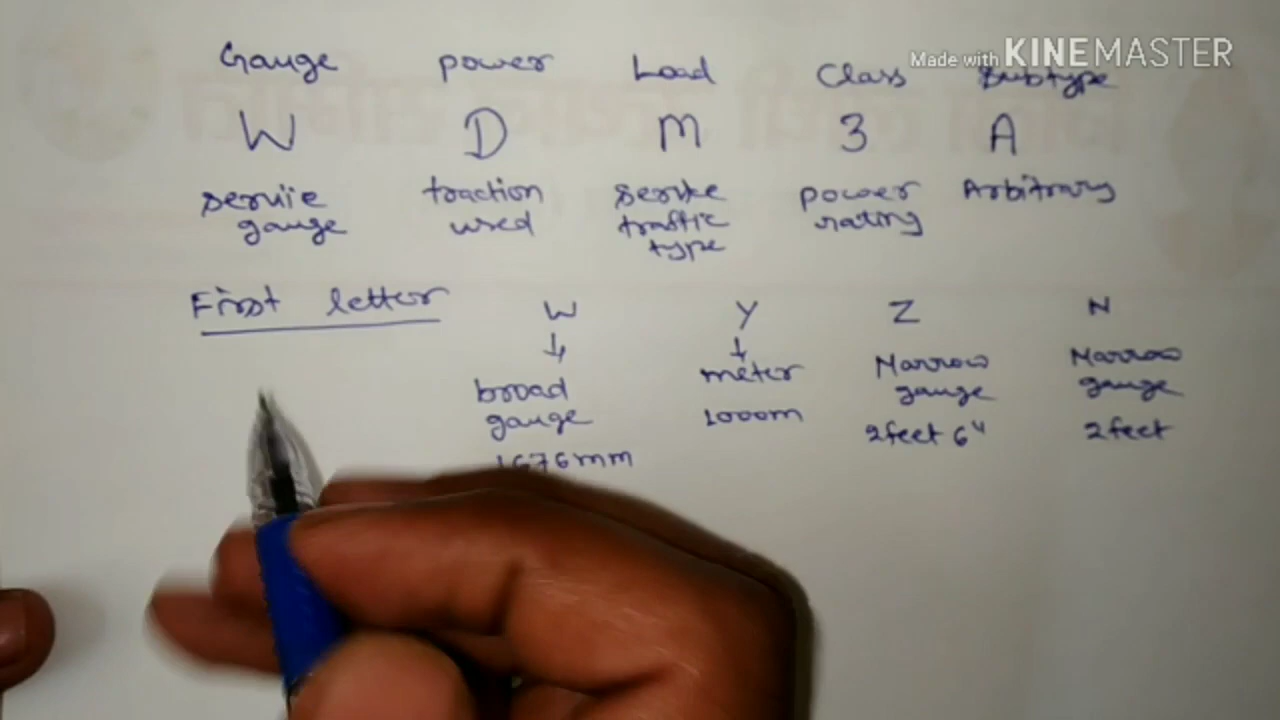 Made with KINEMASTER
Gauge power Load Class Subtype
W D M 3 A
service gauge traction used service traffic type power rating Arbitrary
First letter W Y Z N
broad gauge meter Narrow gauge Narrow gauge
1676mm 1000m 2feet 6" 2feet